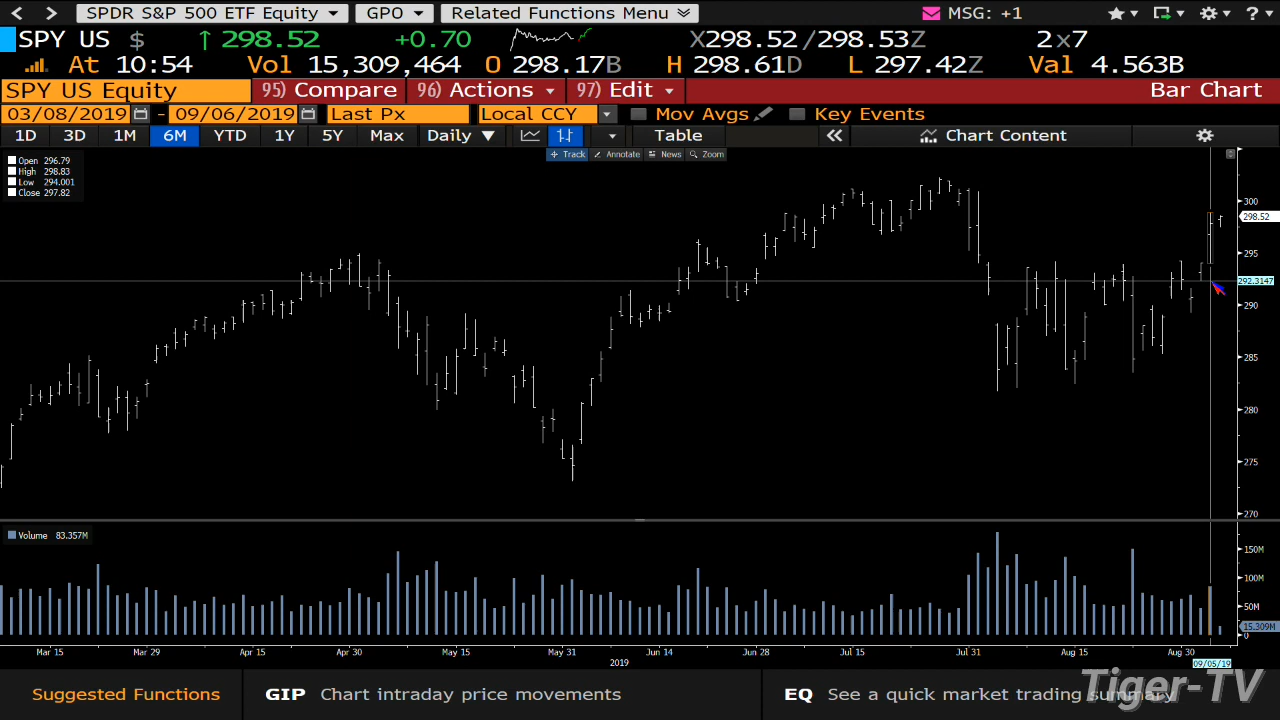 SPDR S&P 500 ETF Equity GPO Related Functions Menu MSG: +1 ?
SPY US $ ↑ 298.52 +0.70 X298.52/298.53Z 2x7
At 10:54 Vol 15,309,464 O 298.17B H 298.61D L 297.42Z Val 4.563B
SPY US Equity 95) Compare 96) Actions 97) Edit Bar Chart
03/08/2019 - 09/06/2019 Last Px Local CCY Mov Avgs Key Events
1D 3D 1M 6M YTD 1Y 5Y Max Daily ▼ Table « Chart Content
Track Annotate News Zoom
Open 296.79
High 298.83
Low 294.001
Close 297.82
300
298.52
295
292.3147
290
285
280
275
270
Volume 83.357M
150M
100M
50M
15.309M
0
Mar 15 Mar 29 Apr 15 Apr 30 May 15 May 31 Jun 14 Jun 28 Jul 15 Jul 31 Aug 15 Aug 30
2019 09/05/19
Suggested Functions GIP Chart intraday price movements EQ See a quick market trading summary
Tiger-TV